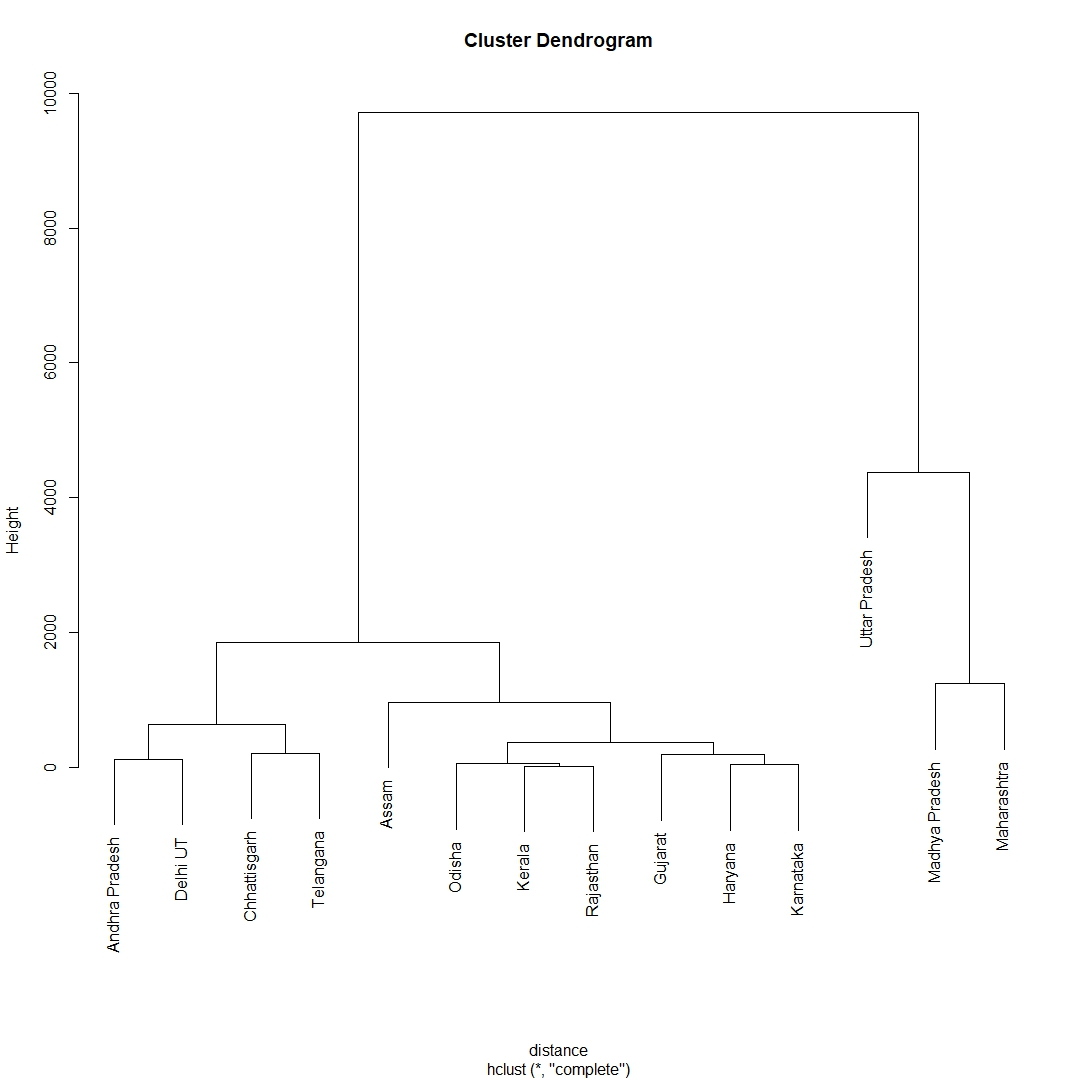 Cluster Dendrogram
Height
10000
8000
6000
4000
2000
0
Andhra Pradesh
Delhi UT
Chhattisgarh
Telangana
Assam
Odisha
Kerala
Rajasthan
Gujarat
Haryana
Karnataka
Uttar Pradesh
Madhya Pradesh
Maharashtra
distance
hclust (*, "complete")